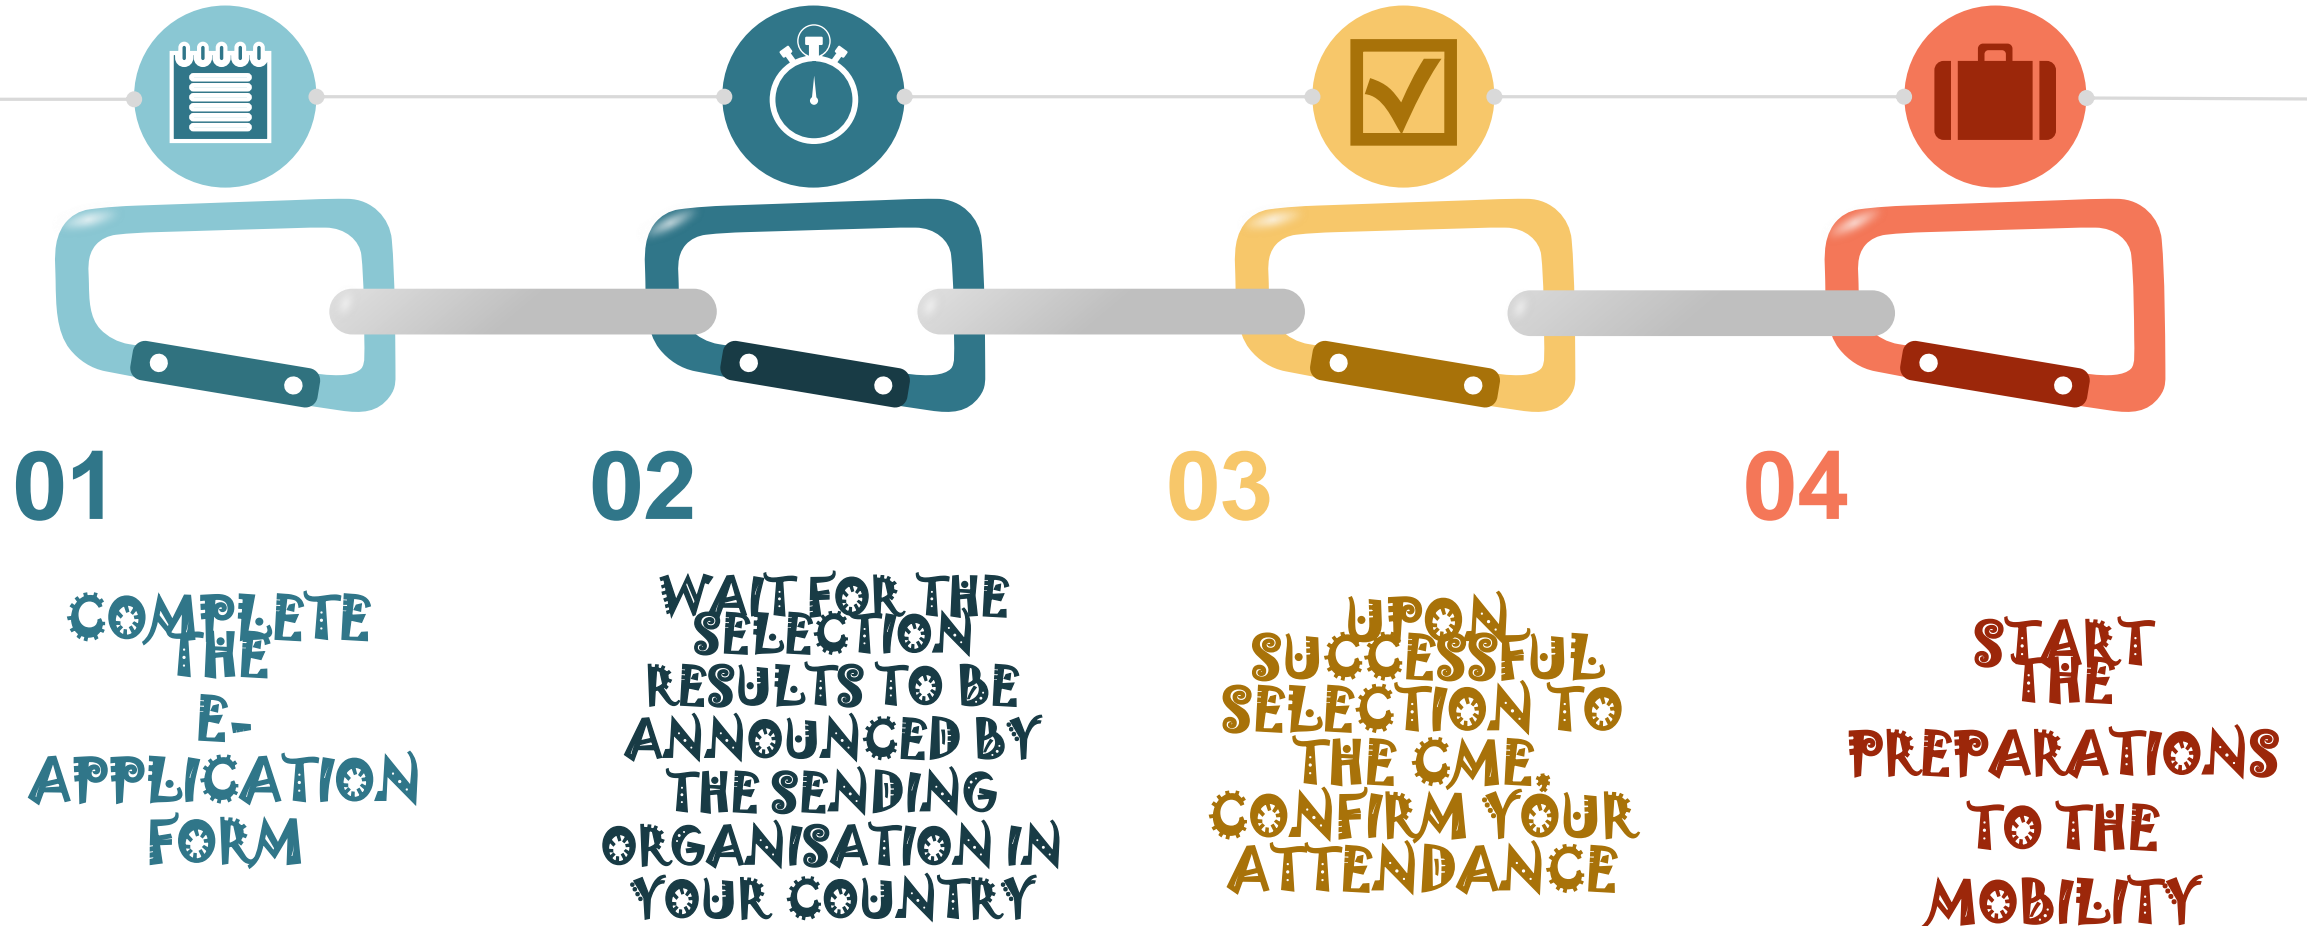 01
COMPLETE
THE
E-
APPLICATION
FORM
02
WAIT FOR THE
SELECTION
RESULTS TO BE
ANNOUNCED BY
THE SENDING
ORGANISATION IN
YOUR COUNTRY
03
UPON
SUCCESSFUL
SELECTION TO
THE CME,
CONFIRM YOUR
ATTENDANCE
04
START
THE
PREPARATIONS
TO THE
MOBILITY